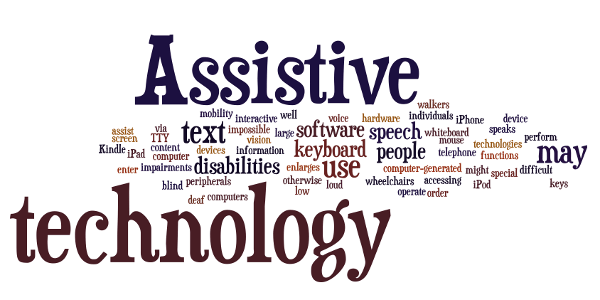 Assistive
walkers
mobility interactive well voice hardware individuals iPhone device
assist via text impossible large software speech whiteboard speaks
screen TTY vision mouse technologies perform
Kindle iPad content devices information keyboard people telephone functions may
computer
enter impairments disabilities enlarges use computer-generated might special difficult
blind peripherals otherwise loud wheelchairs accessing iPod keys
low operate order
deaf computers
technology